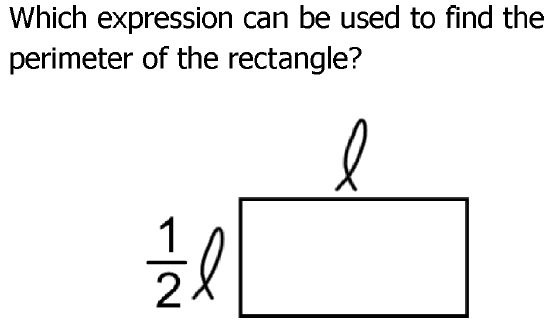 Which expression can be used to find the
perimeter of the rectangle?
ℓ
1/2 ℓ